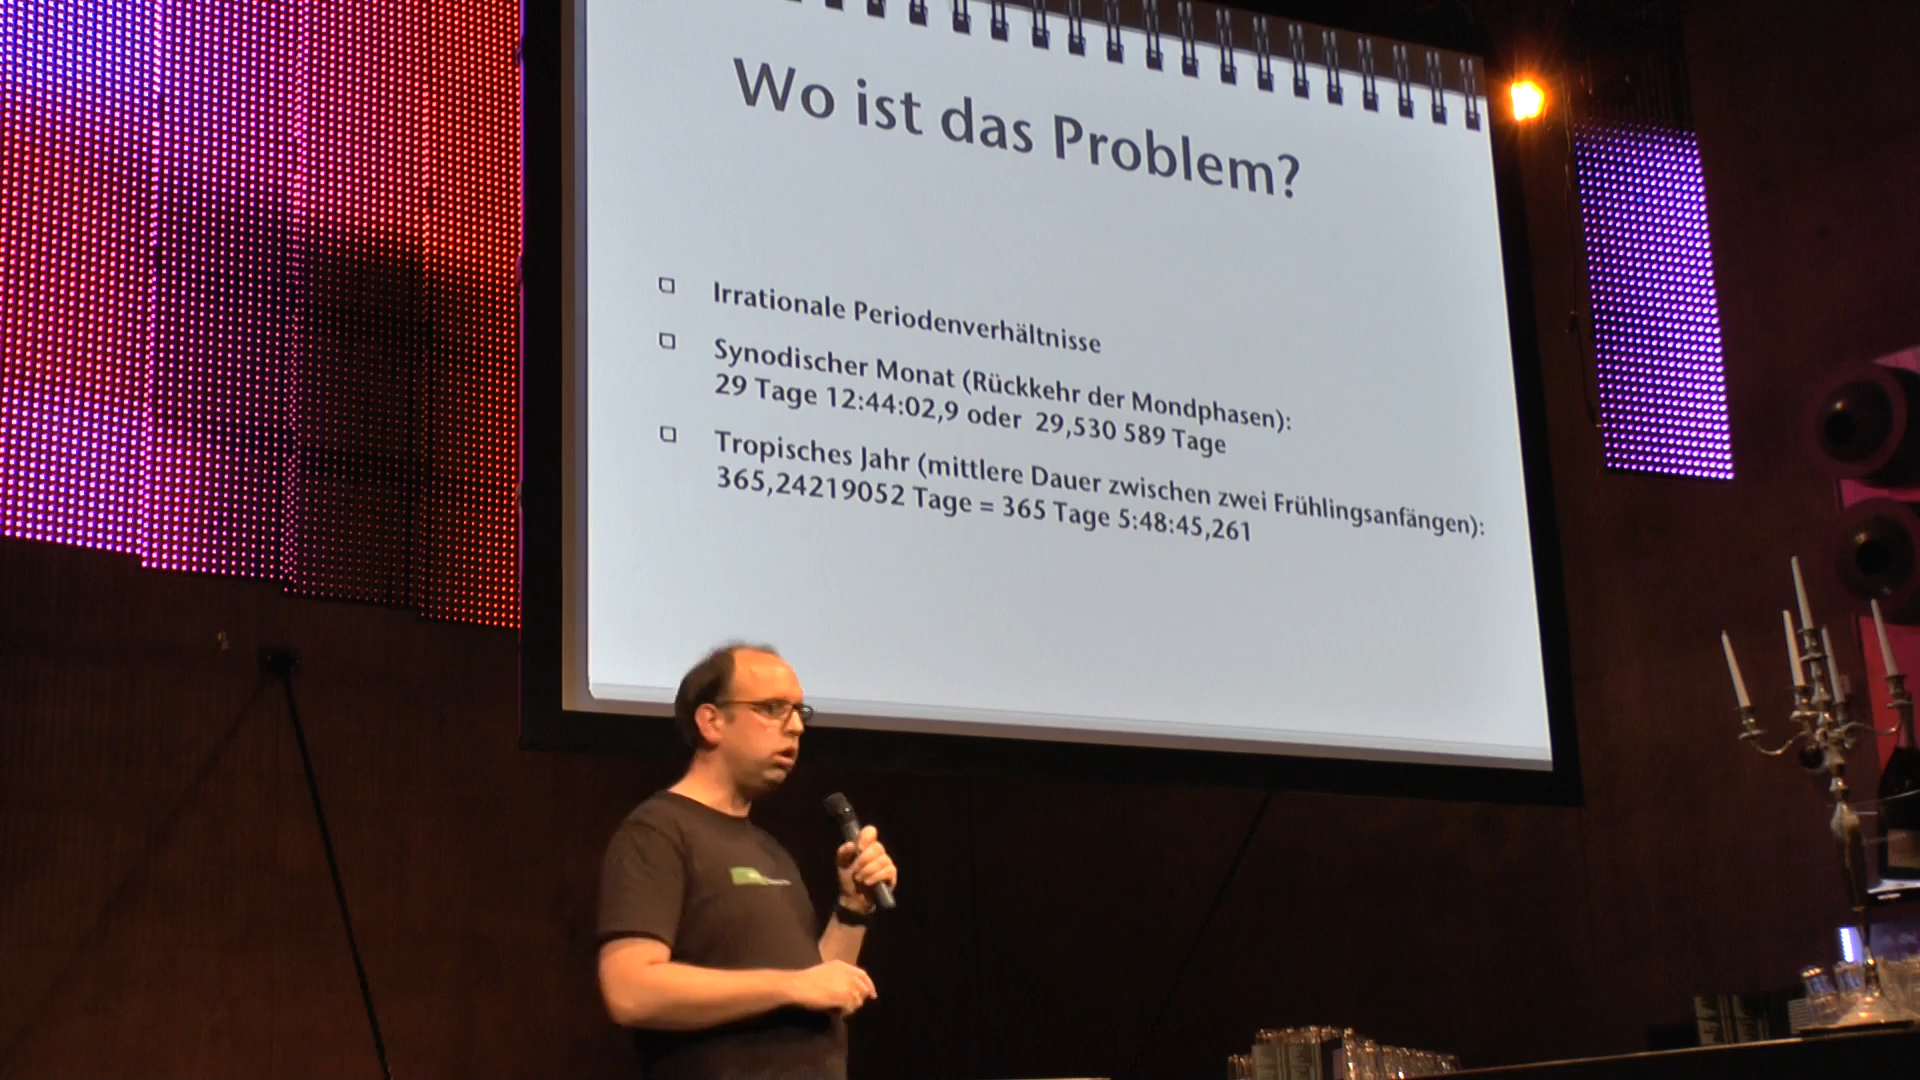 Wo ist das Problem?
Irrationale Periodenverhältnisse
Synodischer Monat (Rückkehr der Mondphasen):
29 Tage 12:44:02,9 oder 29,530 589 Tage
Tropisches Jahr (mittlere Dauer zwischen zwei Frühlingsanfängen):
365,24219052 Tage = 365 Tage 5:48:45,261